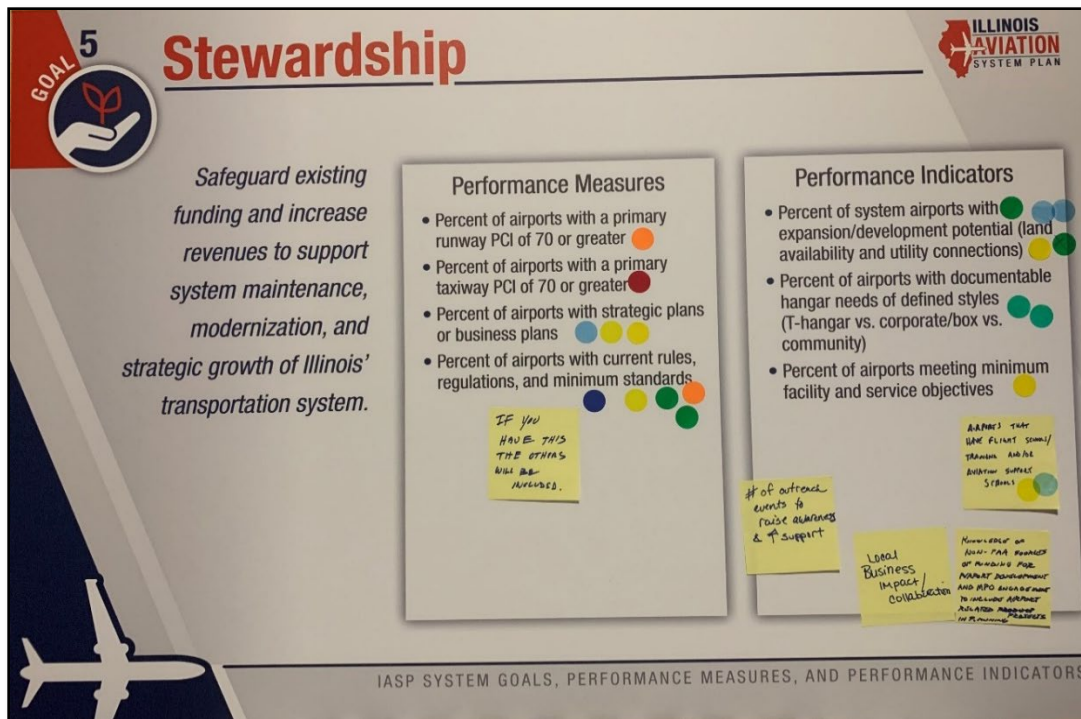 GOAL 5
Stewardship
ILLINOIS
AVIATION
SYSTEM PLAN
Safeguard existing
funding and increase
revenues to support
system maintenance,
modernization, and
strategic growth of Illinois'
transportation system.
Performance Measures
• Percent of airports with a primary
runway PCI of 70 or greater
• Percent of airports with a primary
taxiway PCI of 70 or greater
• Percent of airports with strategic plans
or business plans
• Percent of airports with current rules,
regulations, and minimum standards
IF YOU
HAVE THIS
THE OTHERS
WILL BE
INCLUDED.
Performance Indicators
• Percent of system airports with
expansion/development potential (land
availability and utility connections)
• Percent of airports with documentable
hangar needs of defined styles
(T-hangar vs. corporate/box vs.
community)
• Percent of airports meeting minimum
facility and service objectives
AIRPORTS THAT
HAVE FLIGHT SCHOOL/
TRAINING AND/OR
AVIATION SUPPORT
# of outreach
events to
raise awareness
& ↑ support
Local
Business
Impact/
collaboration
KNOWLEDGE OF
NON-FAA SOURCES
OF FUNDING FOR
AIRPORT DEVELOPMENT
AND MPO ENGAGEMENT
TO INCLUDE AIRPORT
RELATED PROJECTS
IN PLANNING
IASP SYSTEM GOALS, PERFORMANCE MEASURES, AND PERFORMANCE INDICATORS